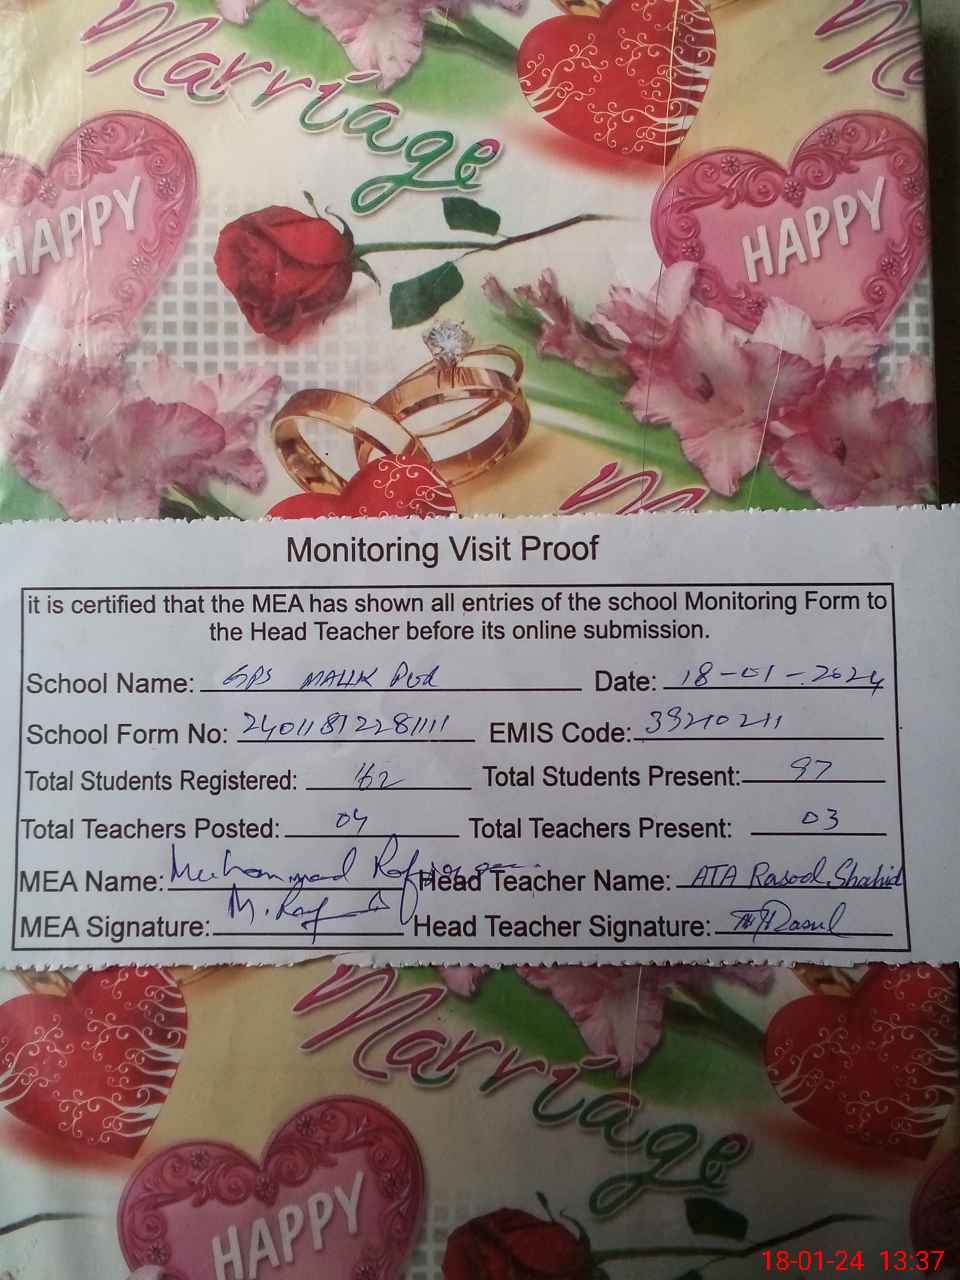 Marriage
Ma
HAPPY
HAPPY
Ma
Monitoring Visit Proof
it is certified that the MEA has shown all entries of the school Monitoring Form to
the Head Teacher before its online submission.
School Name: GPS MALIK PUR Date: 18-01-2024
School Form No: 24011812281111 EMIS Code: 39210211
Total Students Registered: 162 Total Students Present: 97
Total Teachers Posted: 04 Total Teachers Present: 03
MEA Name: Muhammad Head Teacher Name: ATA Rasool Shahid
MEA Signature: Head Teacher Signature:
Marriage
HAPPY
18-01-24 13:37